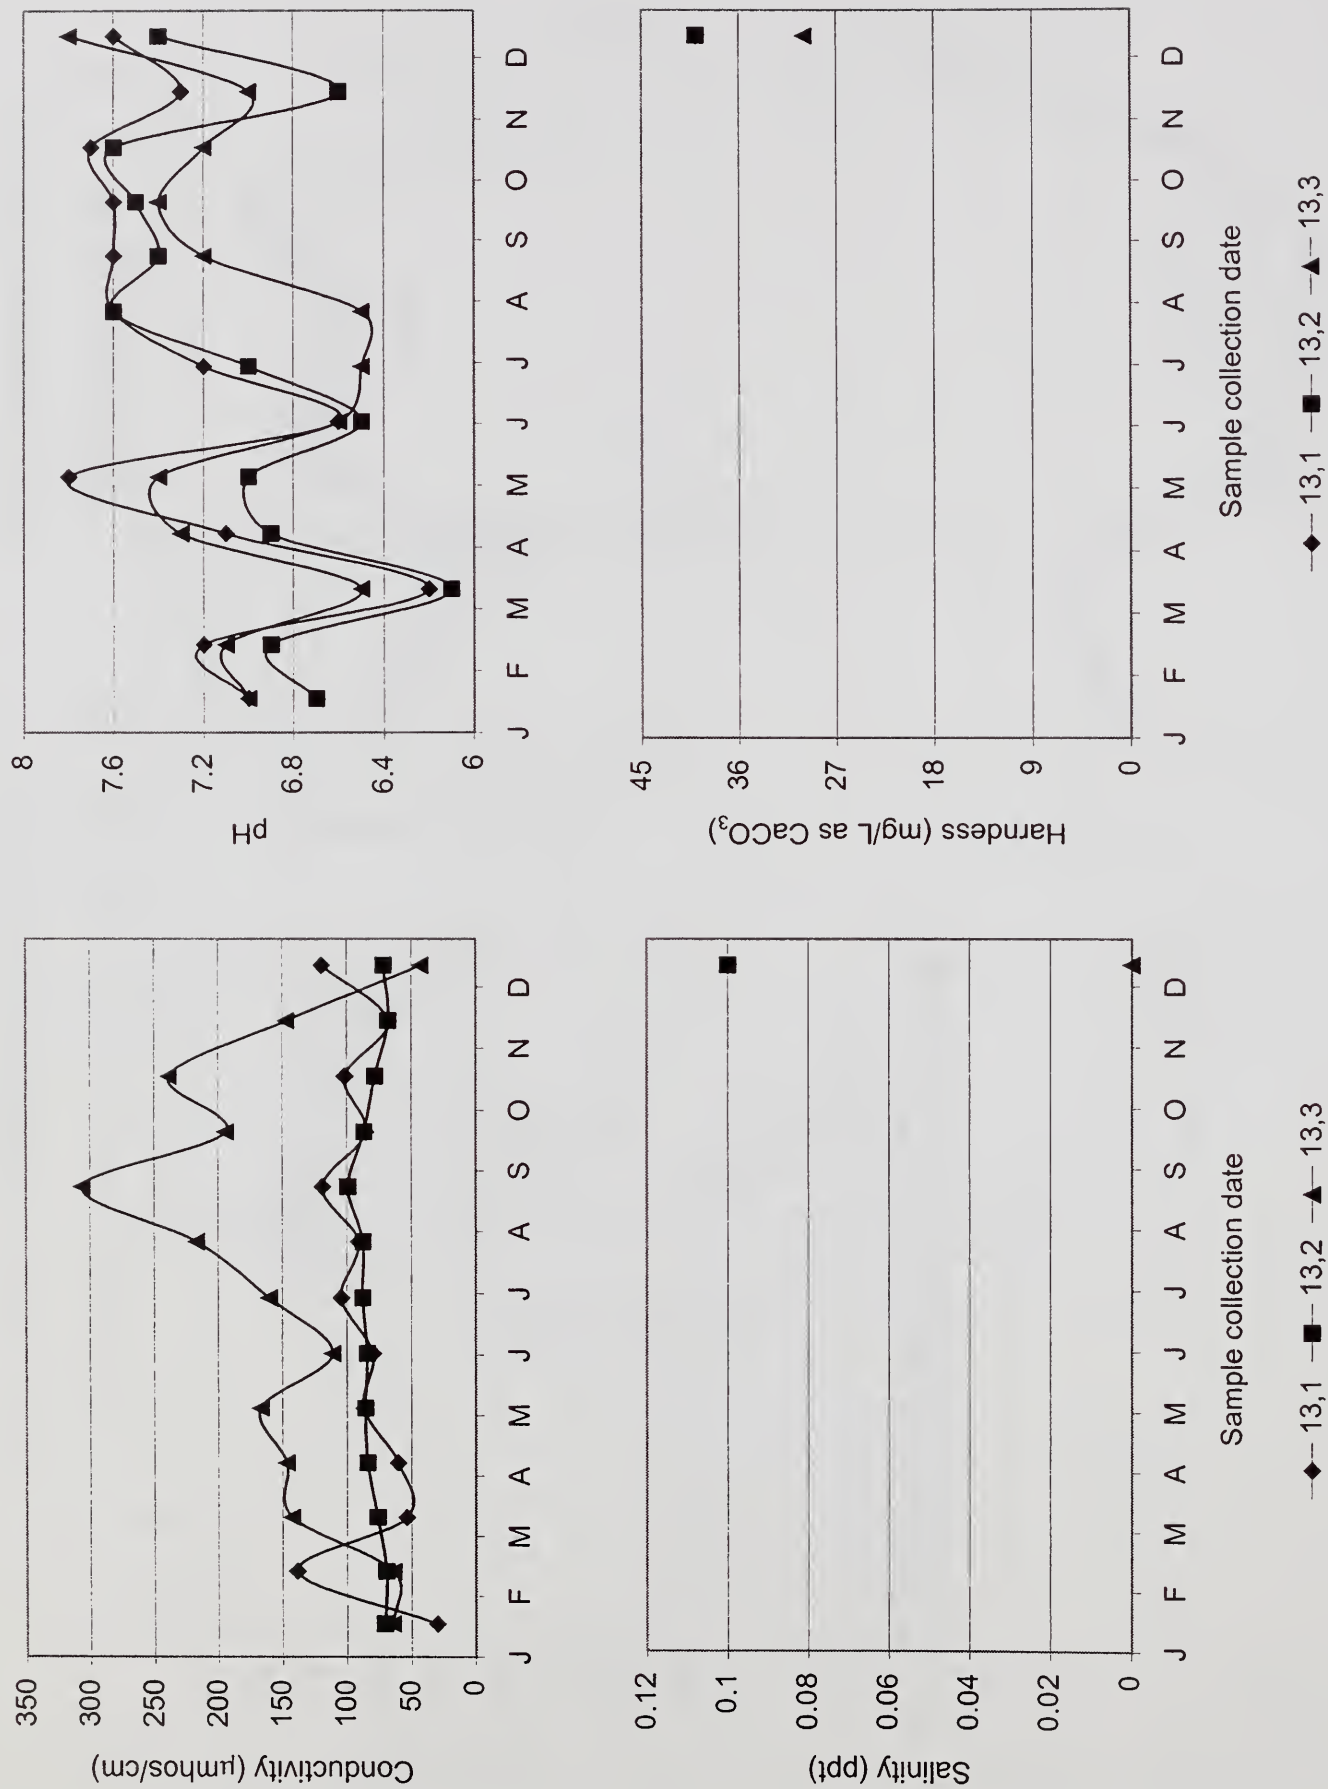 Conductivity (µmhos/cm)
350
300
250
200
150
100
50
0
J F M A M J J A S O N D
pH
8
7.6
7.2
6.8
6.4
6
J F M A M J J A S O N D
Salinity (ppt)
0.12
0.1
0.08
0.06
0.04
0.02
0
J F M A M J J A S O N D
Sample collection date
13,1 13,2 13,3
Harndess (mg/L as CaCO₃)
45
36
27
18
9
0
J F M A M J J A S O N D
Sample collection date
13,1 13,2 13,3